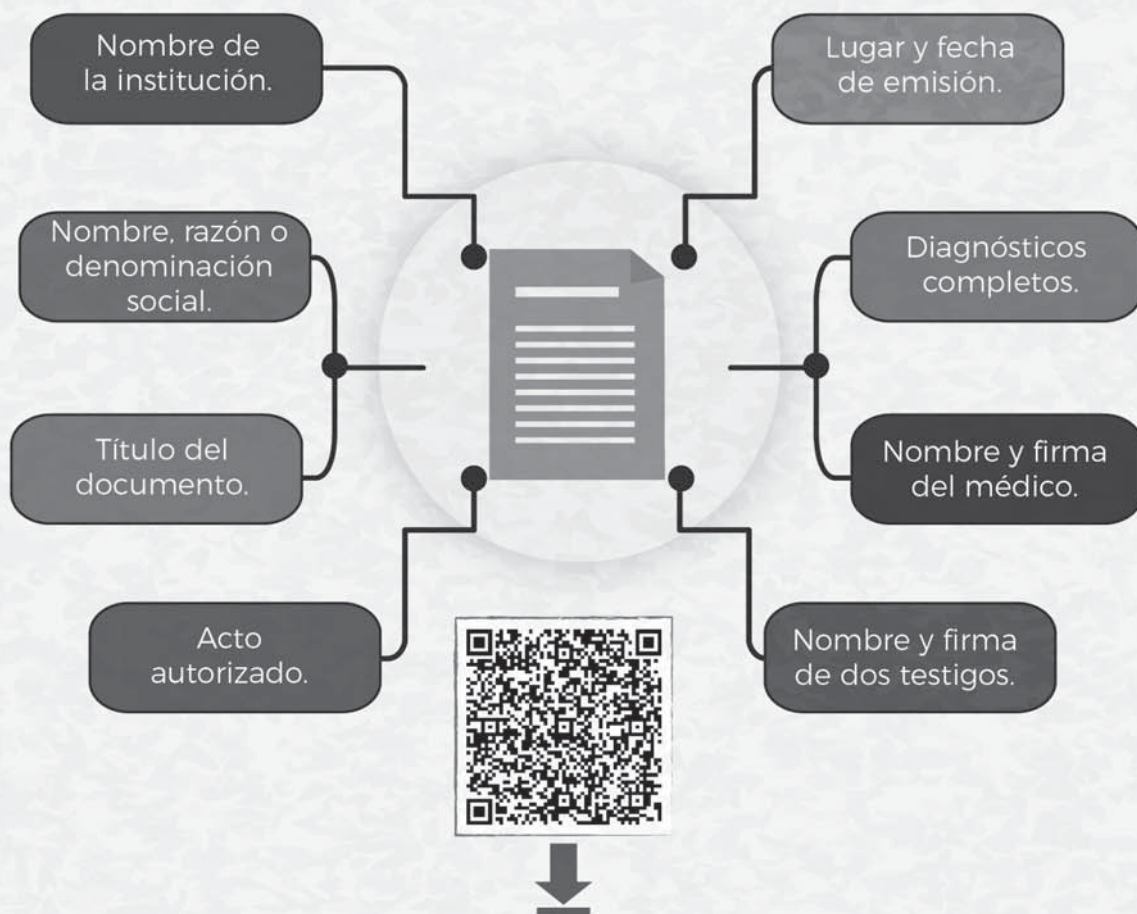 Nombre de
la institución.
Lugar y fecha
de emisión.
Nombre, razón o
denominación
social.
Diagnósticos
completos.
Título del
documento.
Nombre y firma
del médico.
Acto
autorizado.
Nombre y firma
de dos testigos.